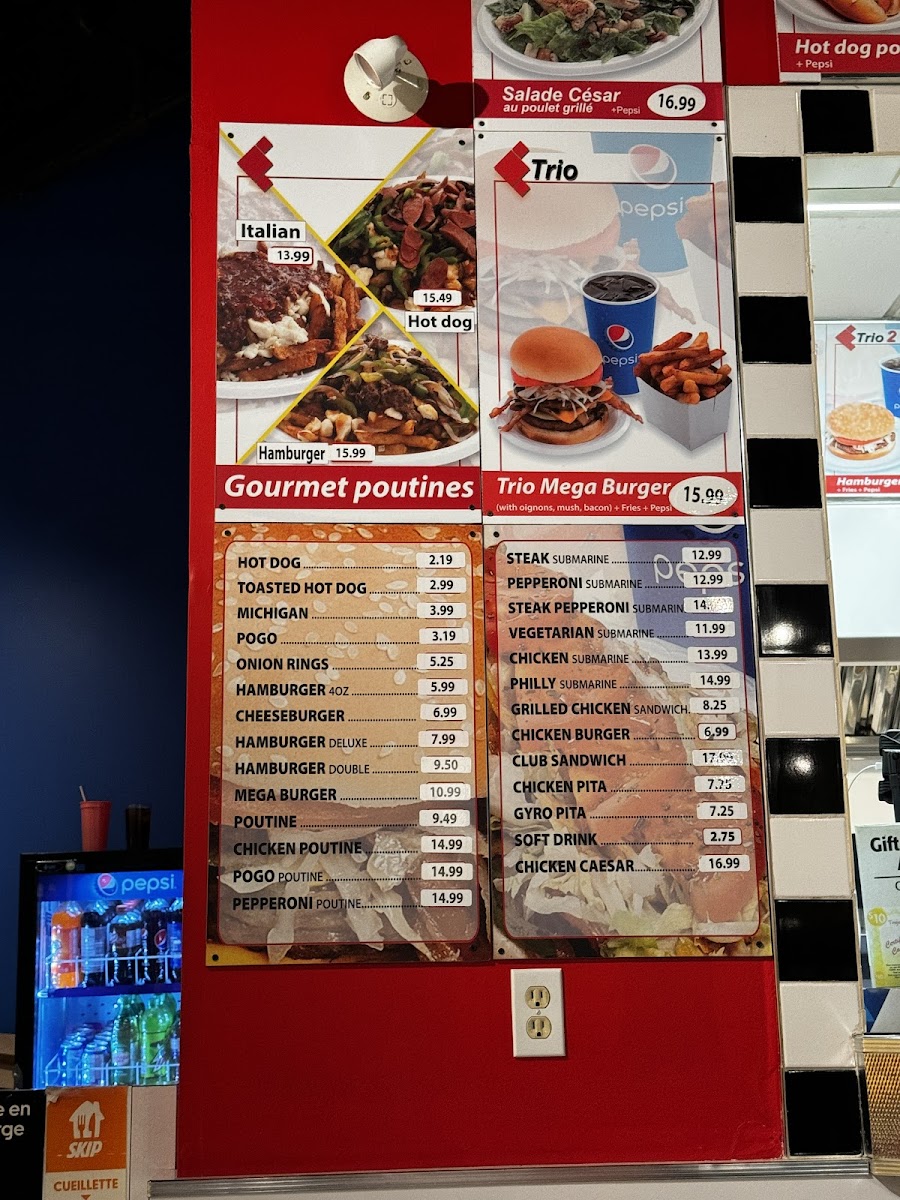 Salade César
au poulet grillé +Pepsi
16.99
Hot dog po
+ Pepsi
Italian
13.99
15.49
Hot dog
Hamburger 15.99
Gourmet poutines
Trio
pepsi
pepsi
Trio Mega Burger
15.99
(with oignons, mush, bacon) + Fries + Pepsi
HOT DOG 2.19
TOASTED HOT DOG 2.99
MICHIGAN 3.99
POGO 3.19
ONION RINGS 5.25
HAMBURGER 4OZ 5.99
CHEESEBURGER 6.99
HAMBURGER DELUXE 7.99
HAMBURGER DOUBLE 9.50
MEGA BURGER 10.99
POUTINE 9.49
CHICKEN POUTINE 14.99
POGO POUTINE 14.99
PEPPERONI POUTINE 14.99
STEAK SUBMARINE 12.99
PEPPERONI SUBMARINE 12.99
STEAK PEPPERONI SUBMARIN 14.
VEGETARIAN SUBMARINE 11.99
CHICKEN SUBMARINE 13.99
PHILLY SUBMARINE 14.99
GRILLED CHICKEN SANDWICH 8.25
CHICKEN BURGER 6,99
CLUB SANDWICH
CHICKEN PITA 7.25
GYRO PITA 7.25
SOFT DRINK 2.75
CHICKEN CAESAR 16.99
Trio 2
Hamburger
+ Fries + Pepsi
Gift
pepsi
e en
rge
SKIP
CUEILLETTE